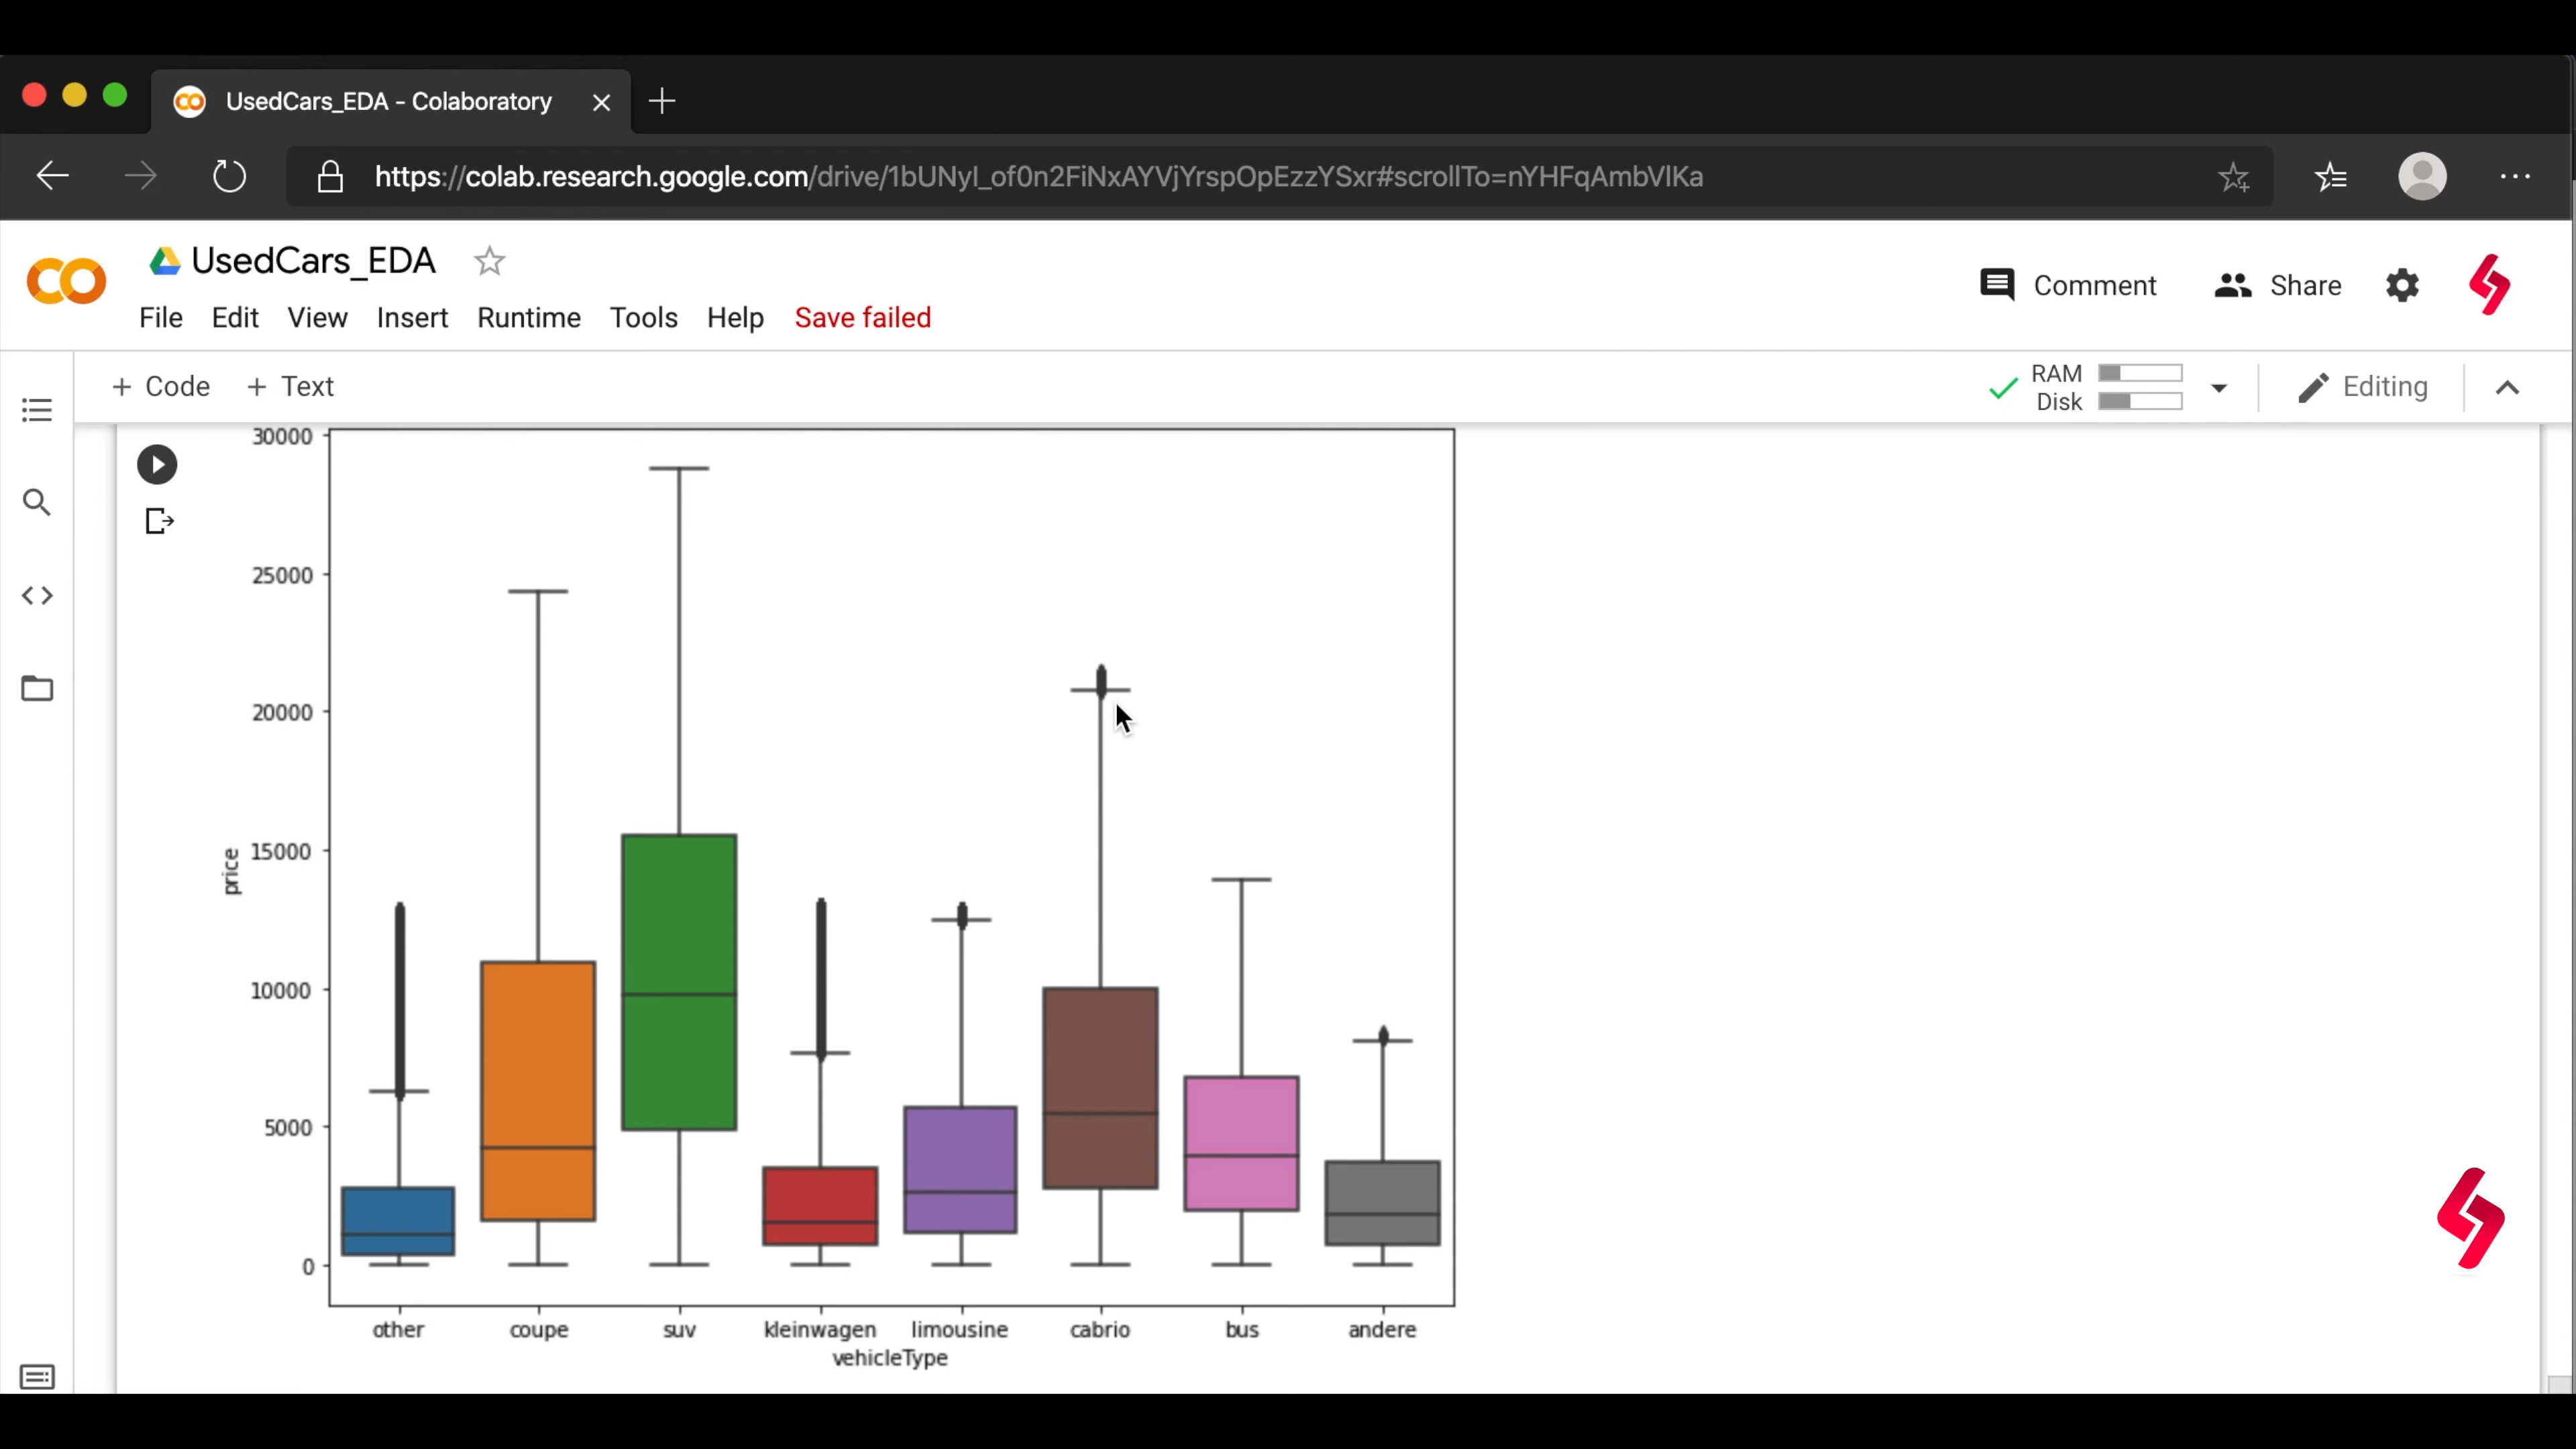 UsedCars_EDA - Colaboratory
https://colab.research.google.com/drive/1bUNyI_of0n2FiNxAYVjYrspOpEzzYSxr#scrollTo=nYHFqAmbVlKa
UsedCars_EDA
File Edit View Insert Runtime Tools Help Save failed
Comment Share
+ Code + Text
RAM
Disk
Editing
30000
25000
20000
15000
10000
5000
0
price
other coupe suv kleinwagen limousine cabrio bus andere
vehicleType